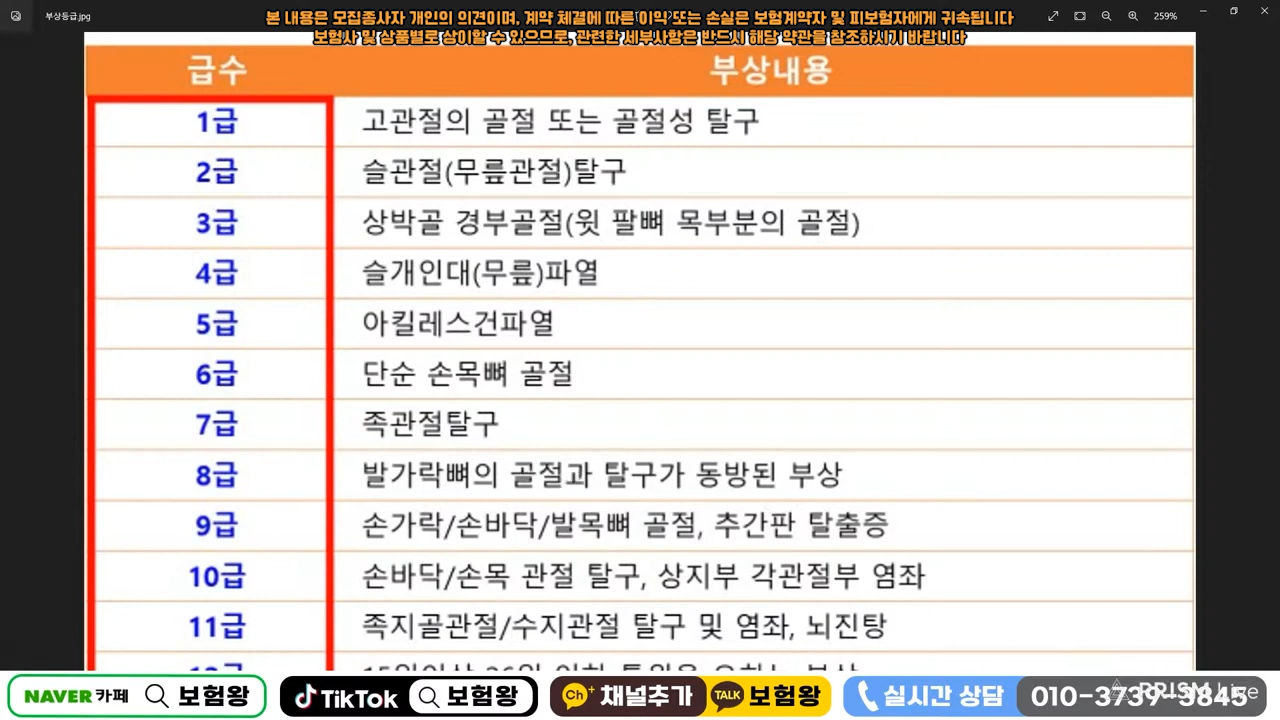 부상등급.jpg
본 내용은 모집종사자 개인의 의견이며, 계약 체결에 따른 이익 또는 손실은 보험계약자 및 피보험자에게 귀속됩니다
259%
보험사 및 상품별로 상이할 수 있으므로, 관련한 세부사항은 반드시 해당 약관을 참조하시기 바랍니다
급수 부상내용
1급 고관절의 골절 또는 골절성 탈구
2급 슬관절(무릎관절)탈구
3급 상박골 경부골절(윗 팔뼈 목부분의 골절)
4급 슬개인대(무릎)파열
5급 아킬레스건파열
6급 단순 손목뼈 골절
7급 족관절탈구
8급 발가락뼈의 골절과 탈구가 동방된 부상
9급 손가락/손바닥/발목뼈 골절, 추간판 탈출증
10급 손바닥/손목 관절 탈구, 상지부 각관절부 염좌
11급 족지골관절/수지관절 탈구 및 염좌, 뇌진탕
NAVER 카페 보험왕 TikTok 보험왕 Ch+ 채널추가 TALK 보험왕 실시간 상담 010-3739-3845
PRISM Live